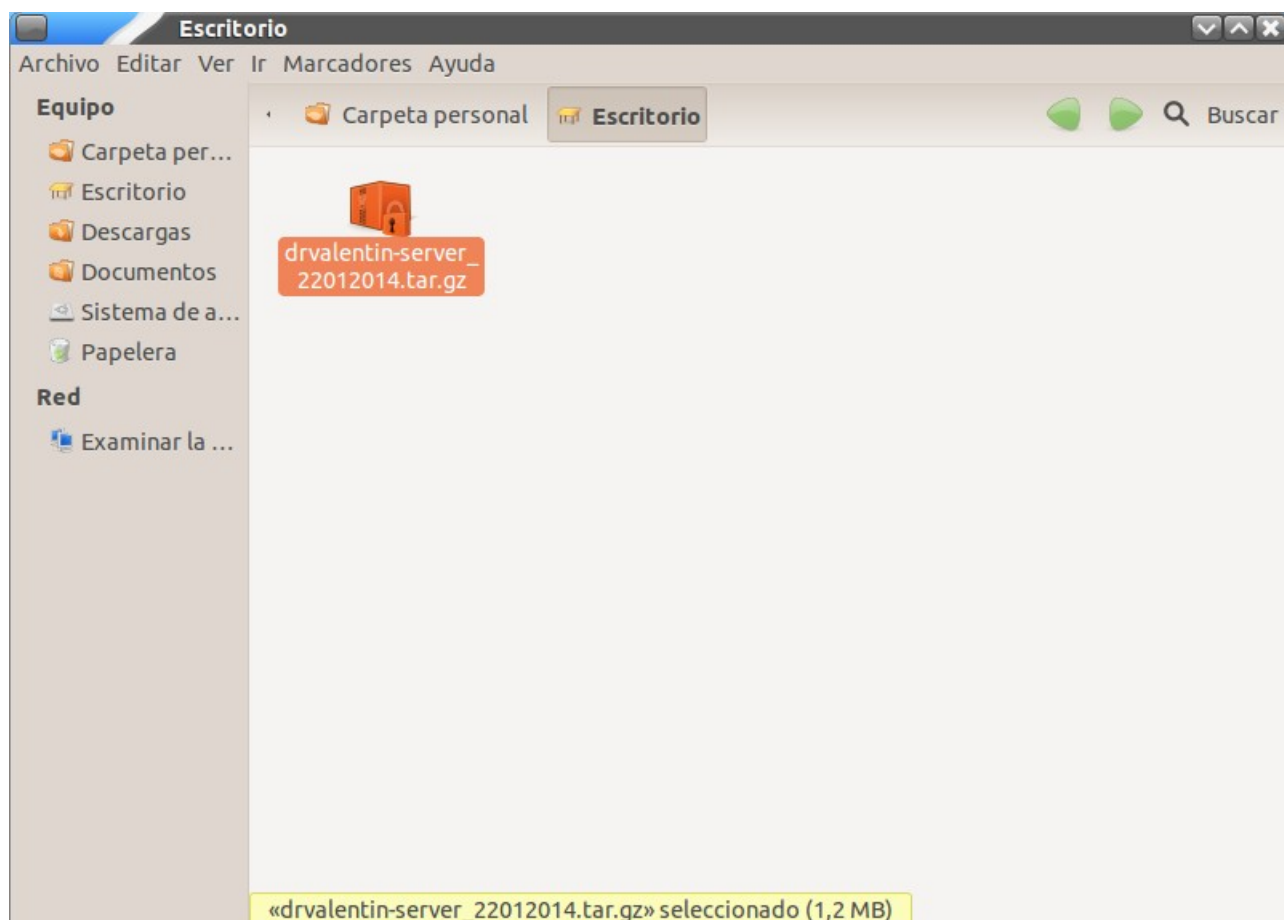 Escritorio
Archivo Editar Ver Ir Marcadores Ayuda
Equipo
Carpeta per...
Escritorio
Descargas
Documentos
Sistema de a...
Papelera
Red
Examinar la ...
Carpeta personal Escritorio Buscar
drvalentin-server_
22012014.tar.gz
«drvalentin-server_22012014.tar.gz» seleccionado (1,2 MB)